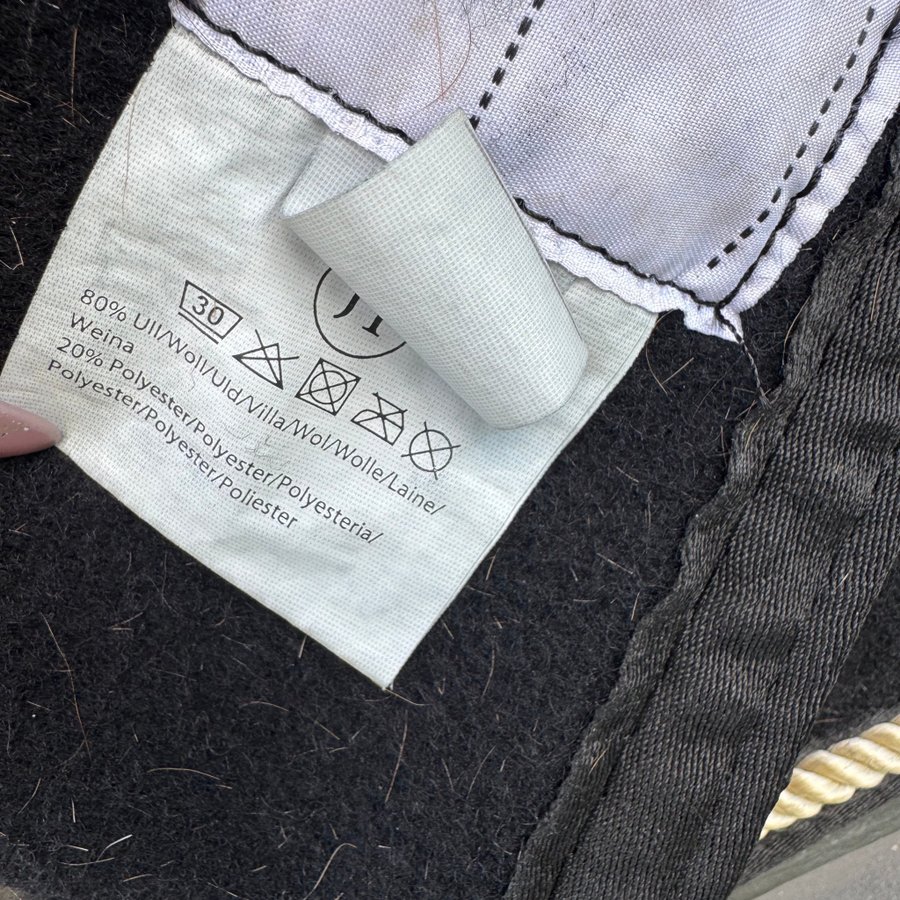 30
80% Ull/Woll/Uld/Villa/Wol/Wolle/Laine/
Weina
20% Polyester/Polyester/Polyesteria/
Polyester/Polyester/Poliester